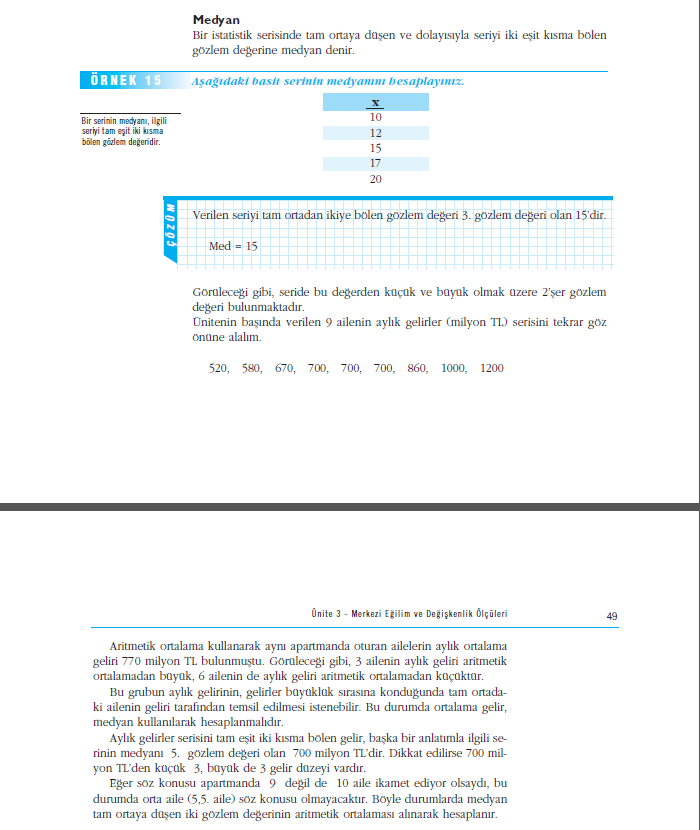 Medyan
Bir istatistik serisinde tam ortaya düşen ve dolayısıyla seriyi iki eşit kısma bölen
gözlem değerine medyan denir.
ÖRNEK 15
Aşağıdaki basit serinin medyanını hesaplayınız.
Bir serinin medyanı, ilgili
seriyi tam eşit iki kısma
bölen gözlem değeridir.
x
10
12
15
17
20
ÇÖZÜM
Verilen seriyi tam ortadan ikiye bölen gözlem değeri 3. gözlem değeri olan 15'dir.
Med = 15
Görüleceği gibi, seride bu değerden küçük ve büyük olmak üzere 2'şer gözlem
değeri bulunmaktadır.
Ünitenin başında verilen 9 ailenin aylık gelirler (milyon TL) serisini tekrar göz
önüne alalım.
520, 580, 670, 700, 700, 700, 860, 1000, 1200
Ünite 3 - Merkezi Eğilim ve Değişkenlik Ölçüleri
49
Aritmetik ortalama kullanarak aynı apartmanda oturan ailelerin aylık ortalama
geliri 770 milyon TL bulunmuştu. Görüleceği gibi, 3 ailenin aylık geliri aritmetik
ortalamadan büyük, 6 ailenin de aylık geliri aritmetik ortalamadan küçüktür.
Bu grubun aylık gelirinin, gelirler büyüklük sırasına konduğunda tam ortada-
ki ailenin geliri tarafından temsil edilmesi istenebilir. Bu durumda ortalama gelir,
medyan kullanılarak hesaplanmalıdır.
Aylık gelirler serisini tam eşit iki kısma bölen gelir, başka bir anlatımla ilgili se-
rinin medyanı 5. gözlem değeri olan 700 milyon TL'dir. Dikkat edilirse 700 mil-
yon TL'den küçük 3, büyük de 3 gelir düzeyi vardır.
Eğer söz konusu apartmanda 9 değil de 10 aile ikamet ediyor olsaydı, bu
durumda orta aile (5,5. aile) söz konusu olmayacaktır. Böyle durumlarda medyan
tam ortaya düşen iki gözlem değerinin aritmetik ortalaması alınarak hesaplanır.